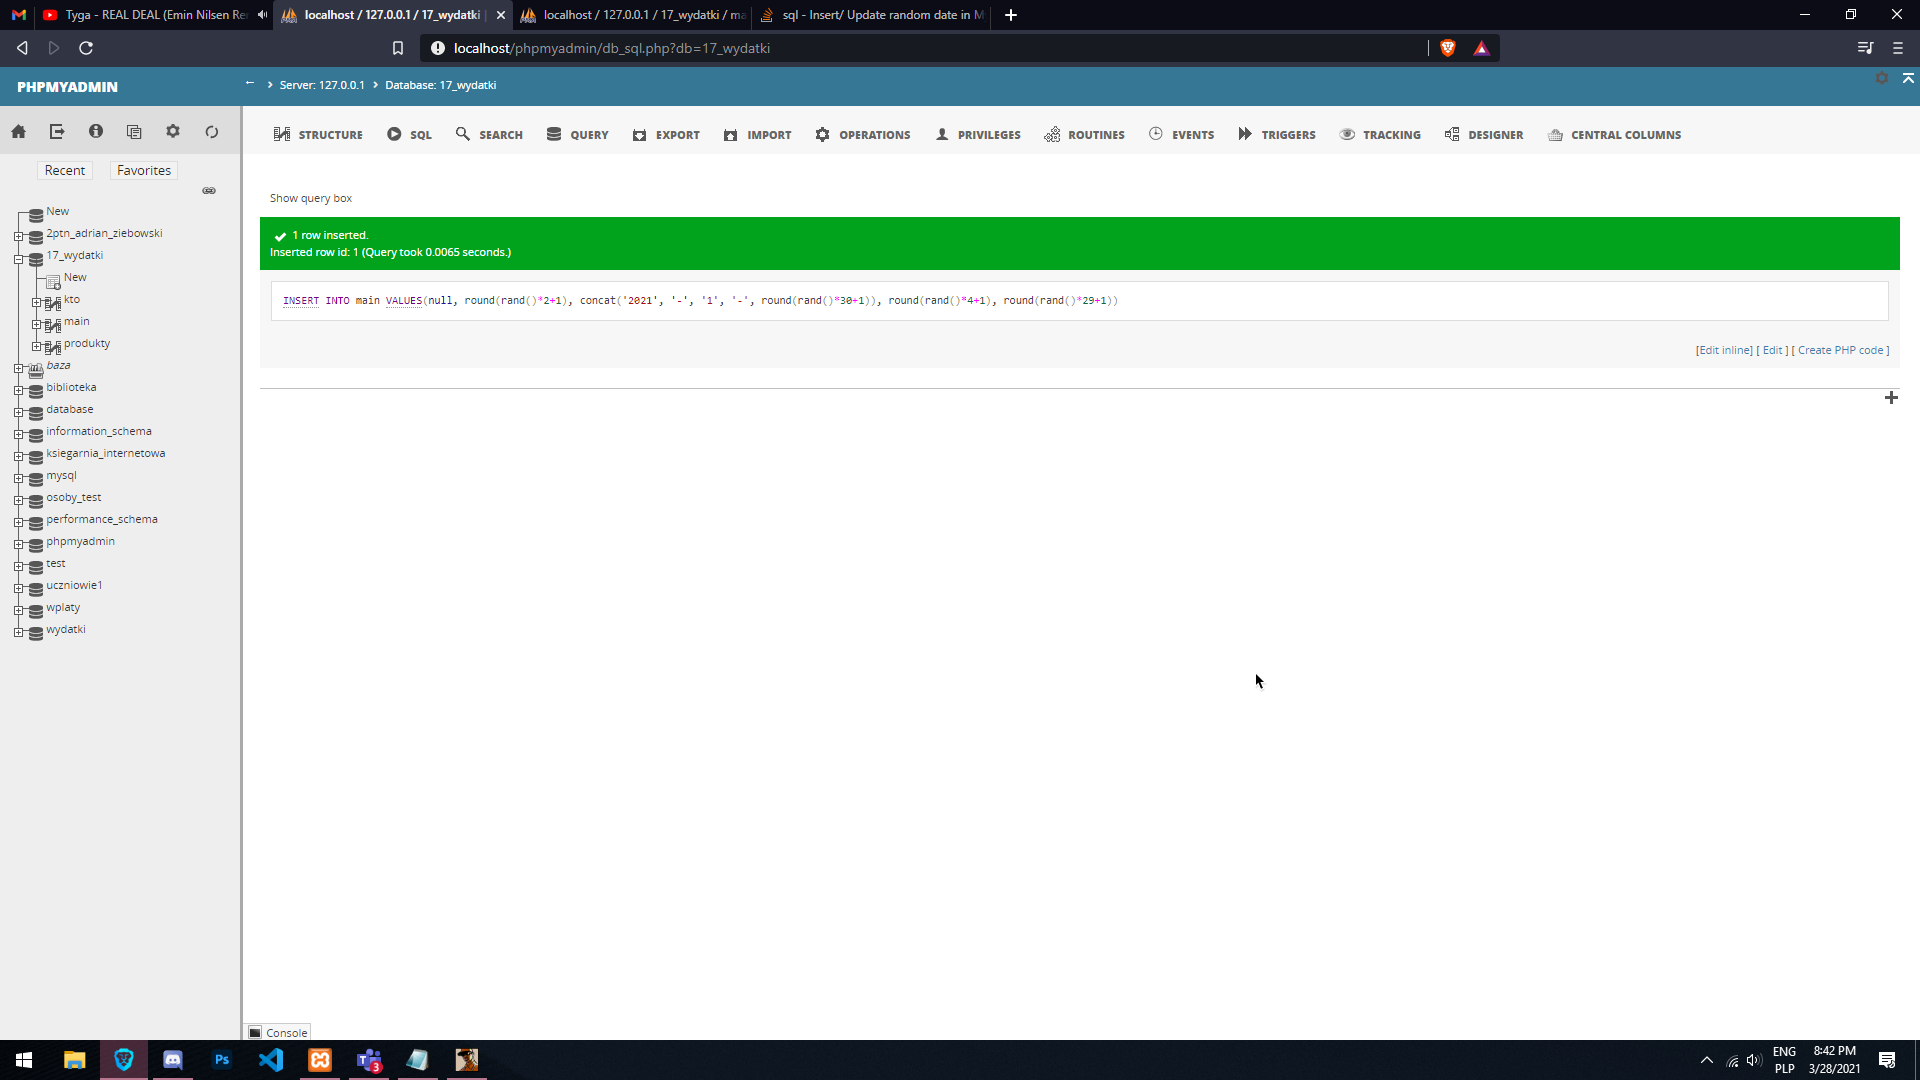 Tyga - REAL DEAL (Emin Nilsen Re
localhost / 127.0.0.1 / 17_wydatki |
localhost / 127.0.0.1 / 17_wydatki / ma
sql - Insert/ Update random date in M
localhost/phpmyadmin/db_sql.php?db=17_wydatki
PHPMYADMIN
Server: 127.0.0.1
Database: 17_wydatki
STRUCTURE
SQL
SEARCH
QUERY
EXPORT
IMPORT
OPERATIONS
PRIVILEGES
ROUTINES
EVENTS
TRIGGERS
TRACKING
DESIGNER
CENTRAL COLUMNS
Recent
Favorites
New
2ptn_adrian_ziebowski
17_wydatki
New
kto
main
produkty
baza
biblioteka
database
information_schema
ksiegarnia_internetowa
mysql
osoby_test
performance_schema
phpmyadmin
test
uczniowie1
wplaty
wydatki
Show query box
1 row inserted.
Inserted row id: 1 (Query took 0.0065 seconds.)
INSERT INTO main VALUES(null, round(rand()*2+1), concat('2021', '-', '1', '-', round(rand()*30+1)), round(rand()*4+1), round(rand()*29+1))
[Edit inline] [ Edit ] [ Create PHP code ]
Console
Ps
3
ENG
PLP
8:42 PM
3/28/2021